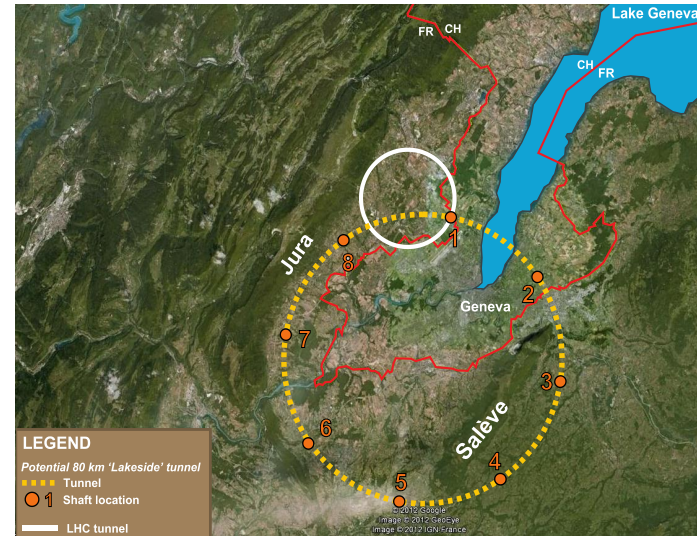 Lake Geneva
FR CH
CH
FR
1
Jura
8
2
Geneva
7
3
Salève
6
4
5
LEGEND
Potential 80 km ‘Lakeside’ tunnel
Tunnel
1 Shaft location
LHC tunnel
© 2012 Google
Image © 2012 GeoEye
Image © 2012 IGN-France